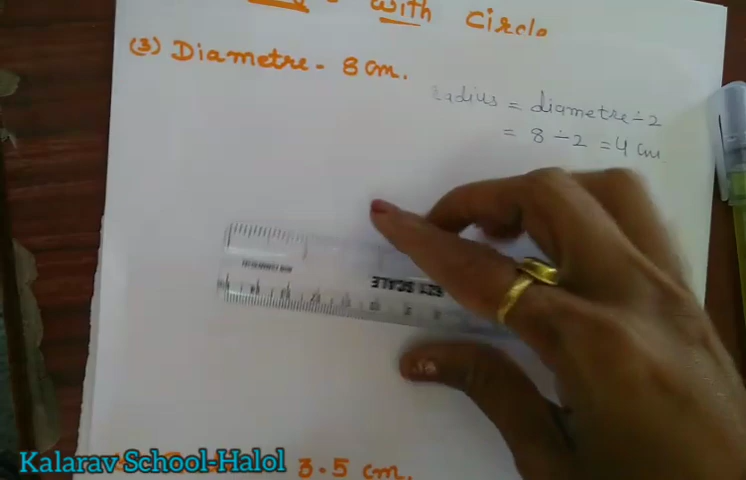 with Circle
(3) Diametre - 8 cm.
radius = diametre ÷ 2
= 8 ÷ 2 = 4 cm
SCALE
3.5 cm.
Kalarav School-Halol